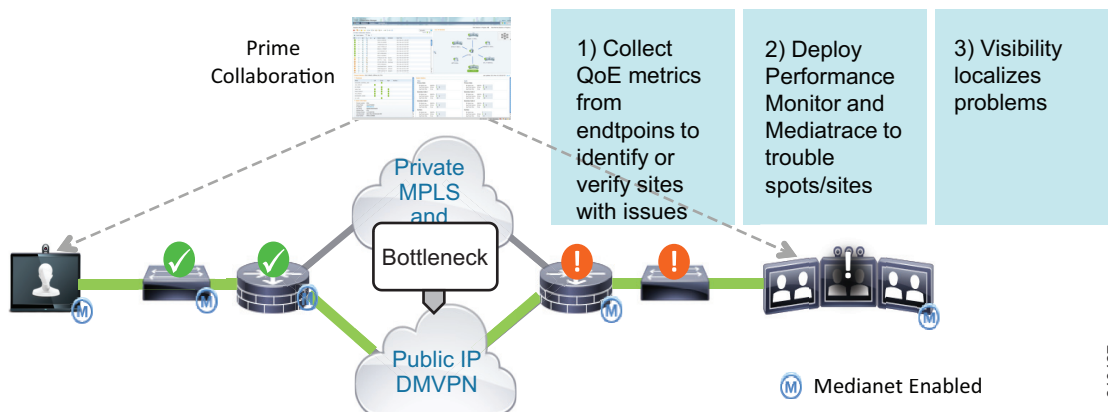 Prime
Collaboration
1) Collect
QoE metrics
from
endtpoins to
identify or
verify sites
with issues
2) Deploy
Performance
Monitor and
Mediatrace to
trouble
spots/sites
3) Visibility
localizes
problems
Private
MPLS
and
Bottleneck
Public IP
DMVPN
M
M
M
M
M
M Medianet Enabled